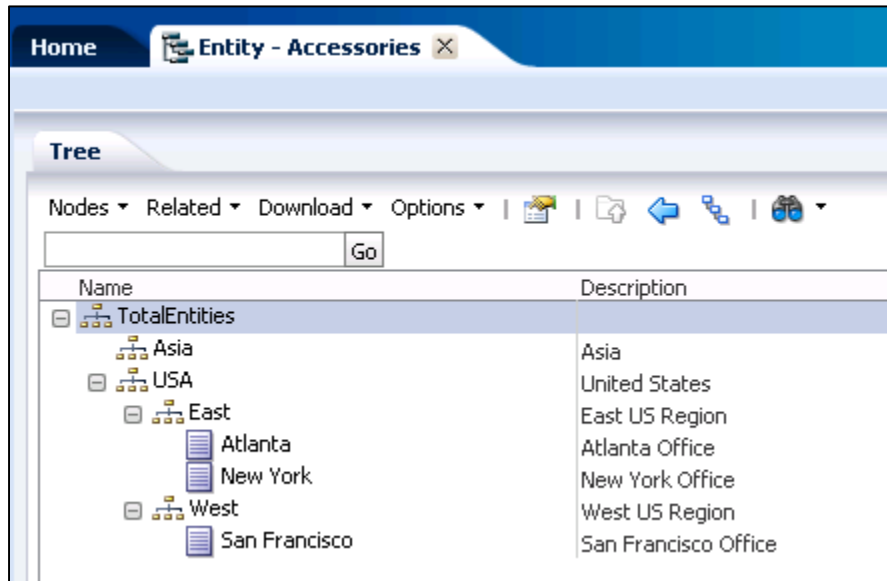 Home Entity - Accessories
Tree
Nodes Related Download Options
Go
Name Description
TotalEntities
Asia Asia
USA United States
East East US Region
Atlanta Atlanta Office
New York New York Office
West West US Region
San Francisco San Francisco Office